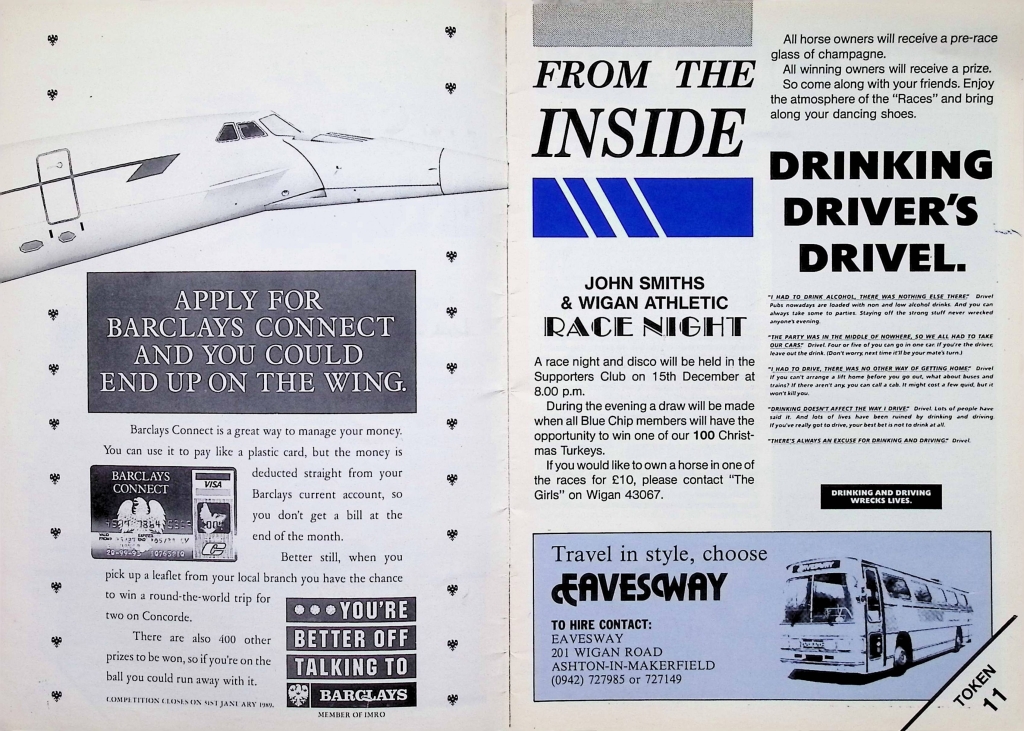 APPLY FOR
BARCLAYS CONNECT
AND YOU COULD
END UP ON THE WING.
Barclays Connect is a great way to manage your money.
You can use it to pay like a plastic card, but the money is
deducted straight from your
Barclays current account, so
you don't get a bill at the
end of the month.
Better still, when you
pick up a leaflet from your local branch you have the chance
to win a round-the-world trip for
two on Concorde.
There are also 400 other
prizes to be won, so if you're on the
ball you could run away with it.
COMPETITION CLOSES ON 31ST JANUARY 1989.
BARCLAYS
CONNECT
VISA
...YOU'RE
BETTER OFF
TALKING TO
BARCLAYS
MEMBER OF IMRO
FROM THE
INSIDE
JOHN SMITHS
& WIGAN ATHLETIC
RACE NIGHT
A race night and disco will be held in the
Supporters Club on 15th December at
8.00 p.m.
During the evening a draw will be made
when all Blue Chip members will have the
opportunity to win one of our 100 Christ-
mas Turkeys.
If you would like to own a horse in one of
the races for £10, please contact "The
Girls" on Wigan 43067.
All horse owners will receive a pre-race
glass of champagne.
All winning owners will receive a prize.
So come along with your friends. Enjoy
the atmosphere of the "Races" and bring
along your dancing shoes.
DRINKING
DRIVER'S
DRIVEL.
"I HAD TO DRINK ALCOHOL, THERE WAS NOTHING ELSE THERE." Drivel
Pubs nowadays are loaded with non and low alcohol drinks. And you can
always take some to parties. Staying off the strong stuff never wrecked
anyone's evening.
"THE PARTY WAS IN THE MIDDLE OF NOWHERE, SO WE ALL HAD TO TAKE
OUR CARS." Drivel. Four or five of you can go in one car. If you're the driver,
leave out the drink. (Don't worry, next time it'll be your mate's turn.)
"I HAD TO DRIVE, THERE WAS NO OTHER WAY OF GETTING HOME." Drivel
If you can't arrange a lift home before you go out, what about buses and
trains? If there aren't any, you can call a cab. It might cost a few quid, but it
won't kill you.
"DRINKING DOESN'T AFFECT THE WAY I DRIVE." Drivel. Lots of people have
said it. And lots of lives have been ruined by drinking and driving.
If you've really got to drive, your best bet is not to drink at all.
"THERE'S ALWAYS AN EXCUSE FOR DRINKING AND DRIVING." Drivel.
DRINKING AND DRIVING
WRECKS LIVES.
Travel in style, choose
EAVESWAY
TO HIRE CONTACT:
EAVESWAY
201 WIGAN ROAD
ASHTON-IN-MAKERFIELD
(0942) 727985 or 727149
EAVESWAY
TOKEN
11